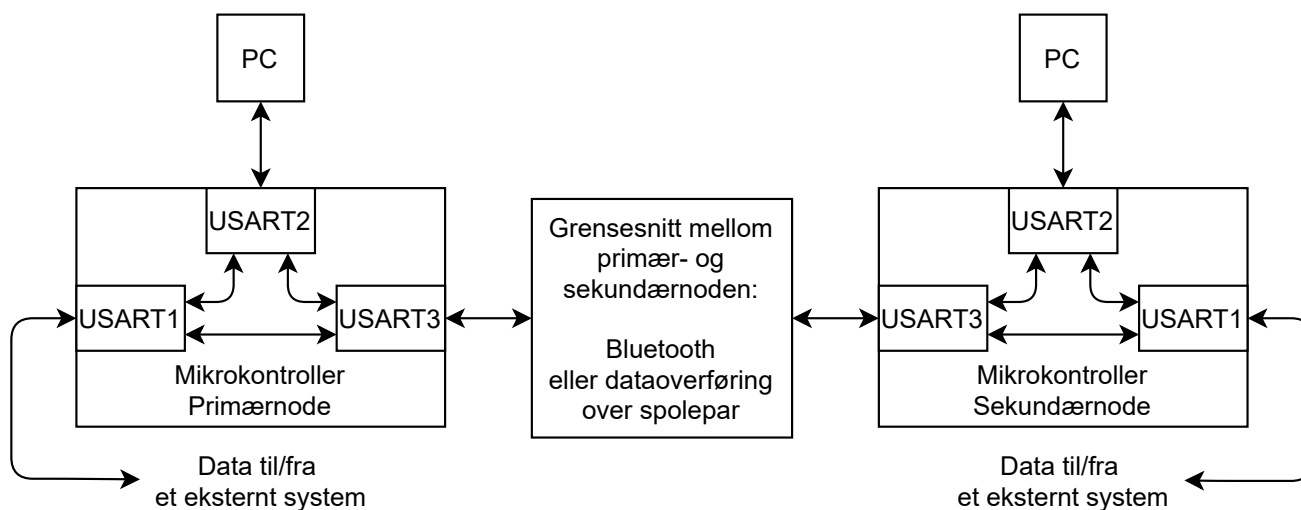 PC
PC
USART2
USART1
USART3
Mikrokontroller
Primærnode
Grensesnitt mellom
primær- og
sekundærnoden:
Bluetooth
eller dataoverføring
over spolepar
USART2
USART3
USART1
Mikrokontroller
Sekundærnode
Data til/fra
et eksternt system
Data til/fra
et eksternt system